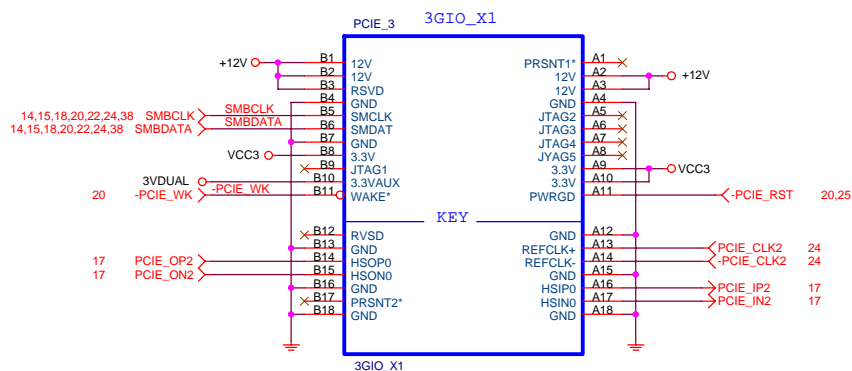 3GIO_X1
PCIE_3
+12V B1 12V PRSNT1* A1
B2 12V 12V A2 +12V
B3 RSVD 12V A3
B4 GND GND A4
14,15,18,20,22,24,38 SMBCLK SMBCLK B5 SMCLK JTAG2 A5
14,15,18,20,22,24,38 SMBDATA SMBDATA B6 SMDAT JTAG3 A6
B7 GND JTAG4 A7
VCC3 B8 3.3V JYAG5 A8
B9 JTAG1 3.3V A9 VCC3
3VDUAL B10 3.3VAUX 3.3V A10
20 -PCIE_WK -PCIE_WK B11 WAKE* PWRGD A11 -PCIE_RST 20,25
KEY
B12 RVSD GND A12
B13 GND REFCLK+ A13 PCIE_CLK2 24
17 PCIE_OP2 B14 HSOP0 REFCLK- A14 -PCIE_CLK2 24
17 PCIE_ON2 B15 HSON0 GND A15
B16 GND HSIP0 A16 PCIE_IP2 17
B17 PRSNT2* HSIN0 A17 PCIE_IN2 17
B18 GND GND A18
3GIO_X1